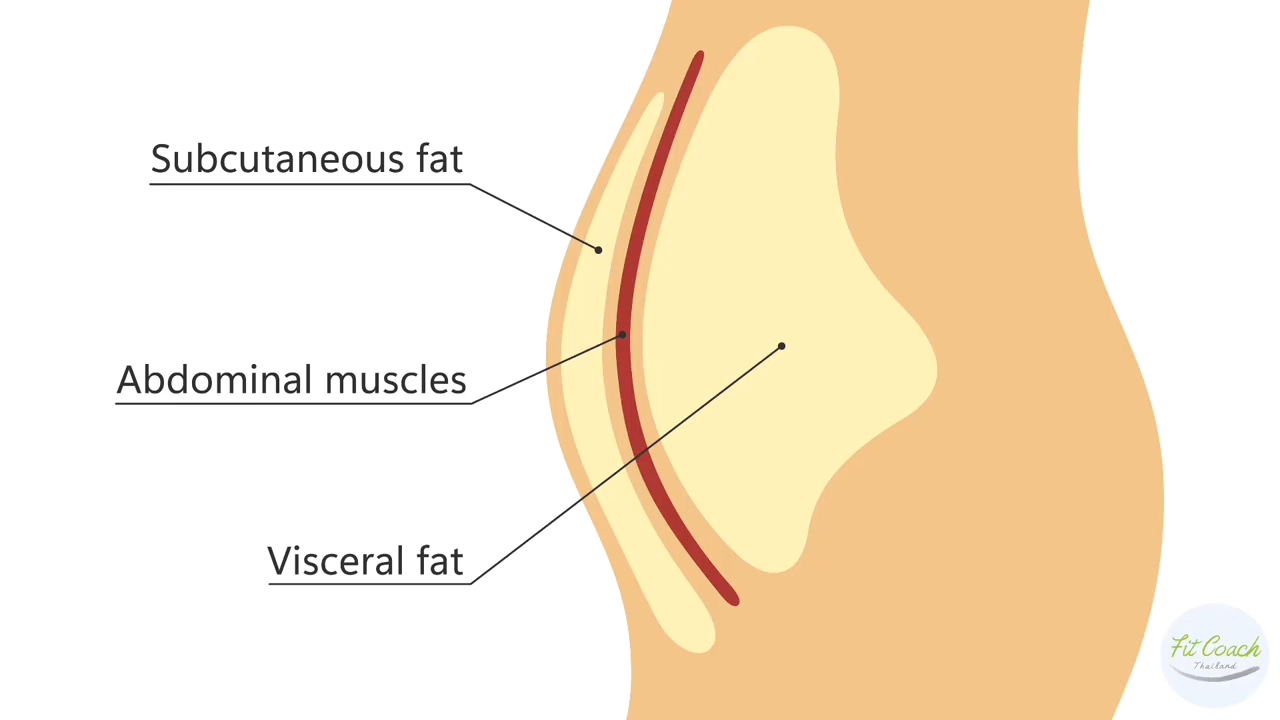 Subcutaneous fat
Abdominal muscles
Visceral fat
Fit Coach
Thailand